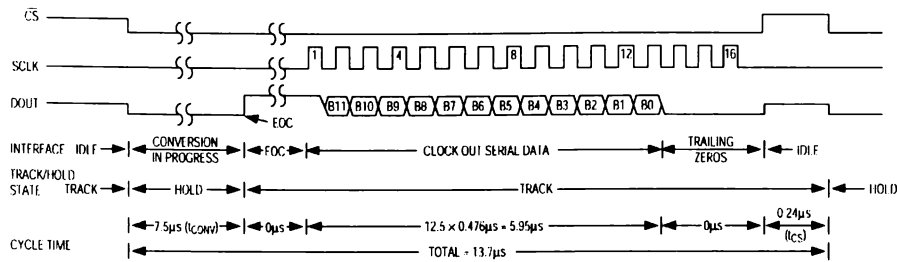 CS
SCLK
1 4 8 12 16
DOUT
B11 B10 B9 B8 B7 B6 B5 B4 B3 B2 B1 B0
EOC
INTERFACE IDLE CONVERSION IN PROGRESS EOC CLOCK OUT SERIAL DATA TRAILING ZEROS IDLE
TRACK/HOLD STATE TRACK HOLD TRACK HOLD
CYCLE TIME
7.5µs (tCONV) 0µs 12.5 × 0.476µs = 5.95µs 0µs 0.24µs (tCS)
TOTAL = 13.7µs